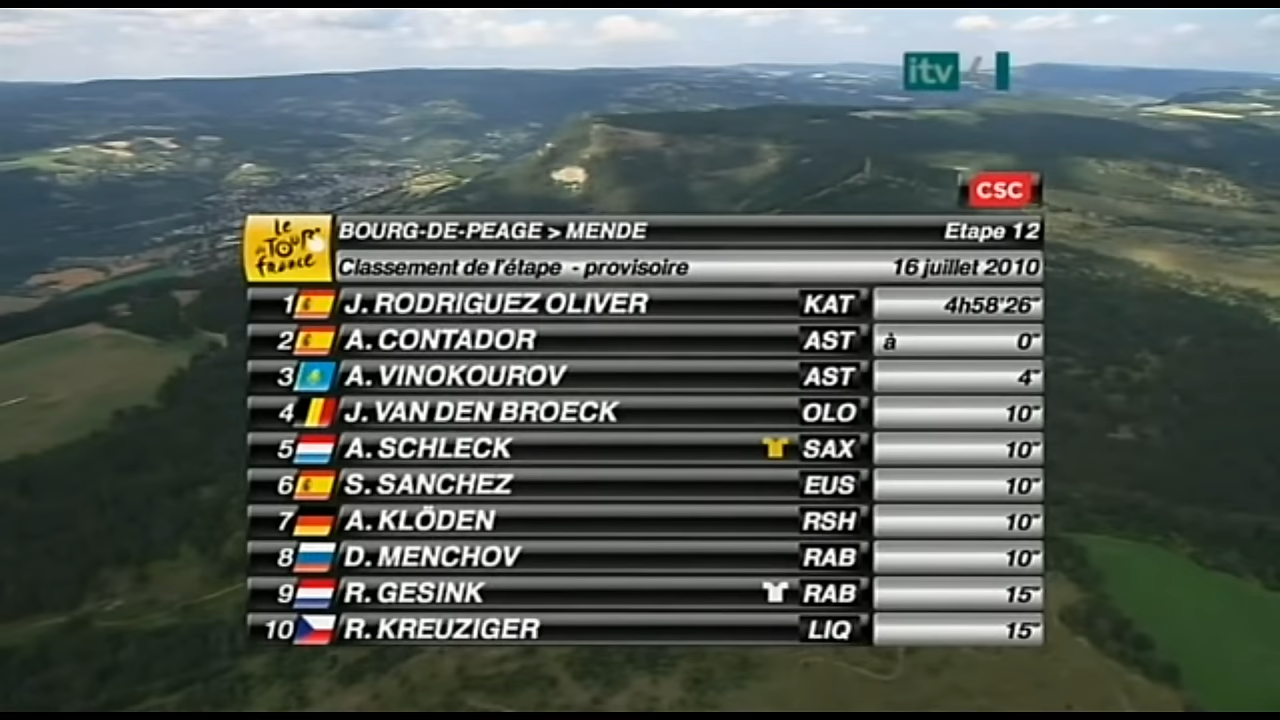 itv 4
CSC
le Tour de france
BOURG-DE-PEAGE > MENDE Etape 12
Classement de l'étape - provisoire 16 juillet 2010
1 J. RODRIGUEZ OLIVER KAT 4h58'26"
2 A. CONTADOR AST à 0"
3 A. VINOKOUROV AST 4"
4 J. VAN DEN BROECK OLO 10"
5 A. SCHLECK SAX 10"
6 S. SANCHEZ EUS 10"
7 A. KLÖDEN RSH 10"
8 D. MENCHOV RAB 10"
9 R. GESINK RAB 15"
10 R. KREUZIGER LIQ 15"